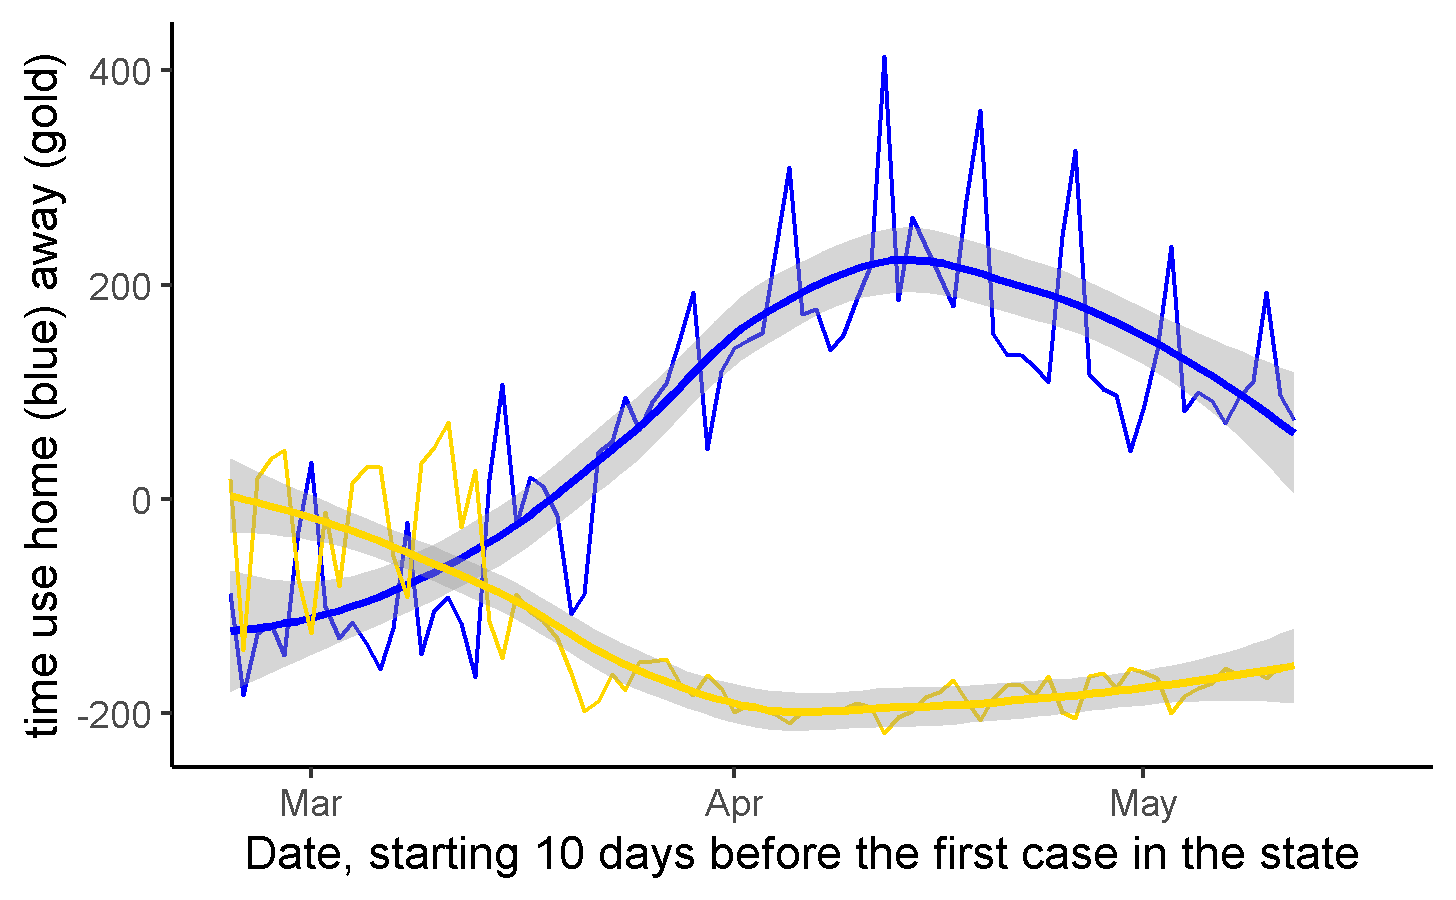 time use home (blue) away (gold)
400
200
0
-200
Mar
Apr
May
Date, starting 10 days before the first case in the state